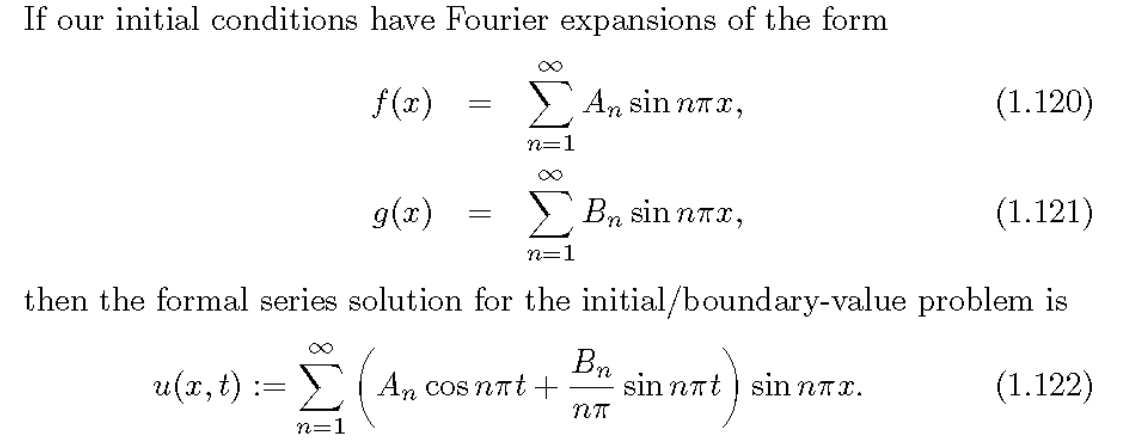 If our initial conditions have Fourier expansions of the form
f(x) = ∑_{n=1}^{∞} A_n sin nπx, (1.120)
g(x) = ∑_{n=1}^{∞} B_n sin nπx, (1.121)
then the formal series solution for the initial/boundary-value problem is
u(x, t) := ∑_{n=1}^{∞} (A_n cos nπt + \frac{B_n}{nπ} sin nπt) sin nπx. (1.122)